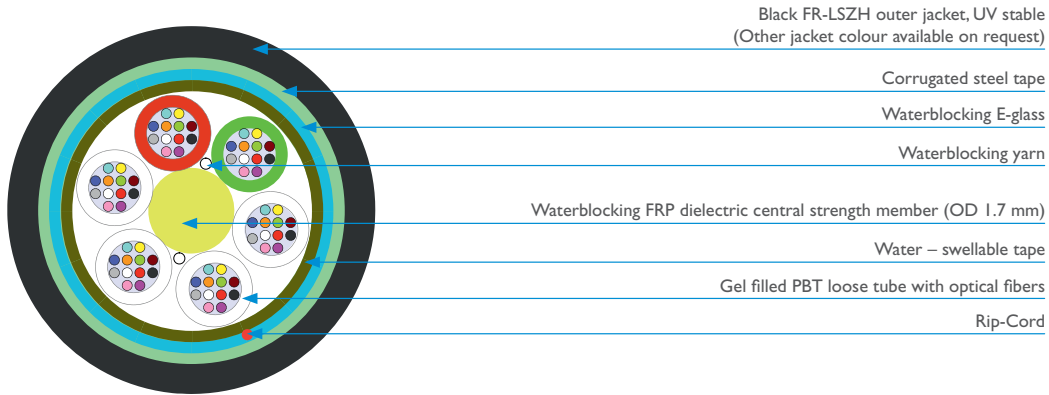 Black FR-LSZH outer jacket, UV stable
(Other jacket colour available on request)
Corrugated steel tape
Waterblocking E-glass
Waterblocking yarn
Waterblocking FRP dielectric central strength member (OD 1.7 mm)
Water – swellable tape
Gel filled PBT loose tube with optical fibers
Rip-Cord